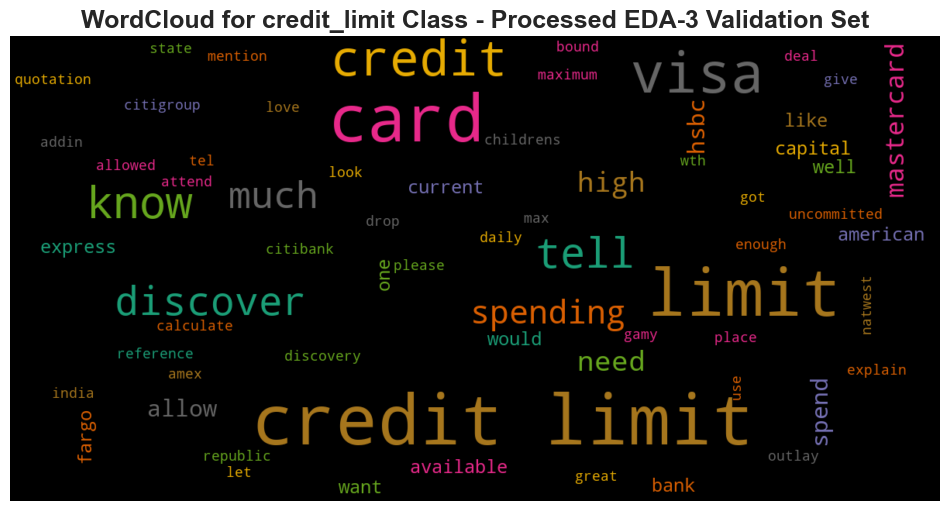 WordCloud for credit_limit Class - Processed EDA-3 Validation Set
state
mention
credit
bound
maximum
visa
deal
give
mastercard
quotation
citigroup
love
card
childrens
hsbc
like
capital
well
wth
addin
allowed
tel
attend
look
know
much
current
high
got
uncommitted
american
express
citibank
drop
max
daily
one
please
tell
enough
limit
natwest
discover
calculate
spending
would
gamy
place
reference
discovery
need
amex
india
allow
use
explain
spend
fargo
credit limit
republic
let
available
want
great
bank
outlay